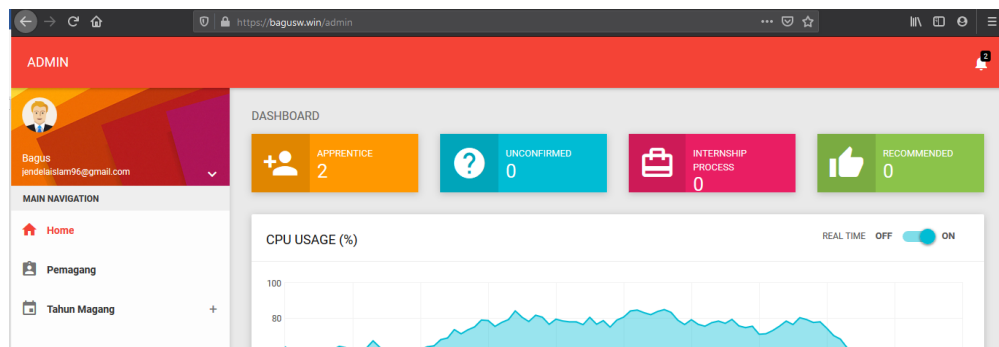 https://bagusw.win/admin
ADMIN
2
Bagus
jendelaislam96@gmail.com
MAIN NAVIGATION
Home
Pemagang
Tahun Magang +
DASHBOARD
APPRENTICE
2
UNCONFIRMED
0
INTERNSHIP
PROCESS
0
RECOMMENDED
0
CPU USAGE (%)
REAL TIME OFF ON
100
80